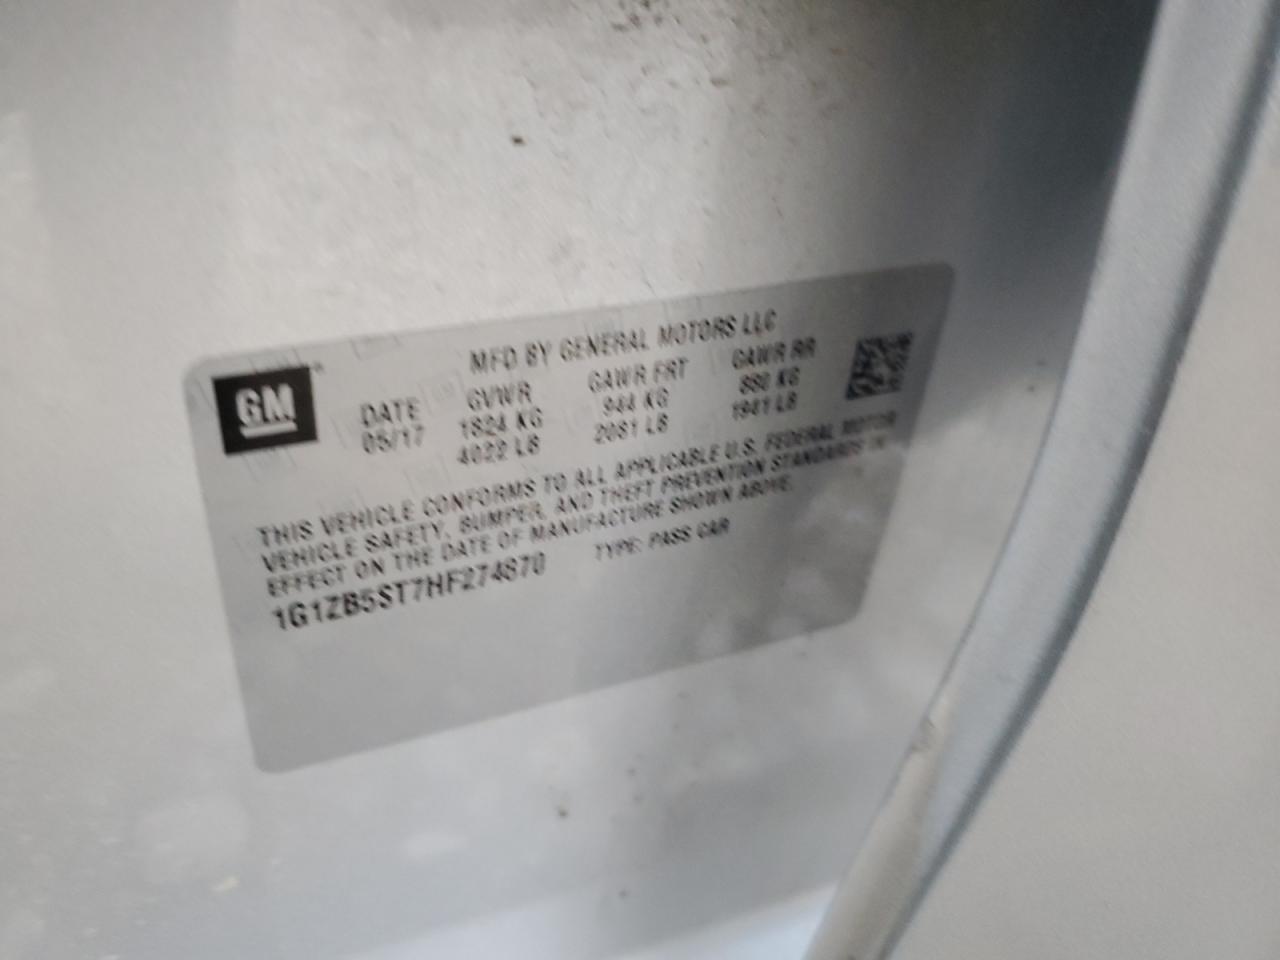 MFD BY GENERAL MOTORS LLC
GM
DATE GVWR GAWR FRT GAWR RR
05/17 1824 KG 944 KG 880 KG
4022 LB 2081 LB 1941 LB
THIS VEHICLE CONFORMS TO ALL APPLICABLE U.S. FEDERAL MOTOR
VEHICLE SAFETY, BUMPER, AND THEFT PREVENTION STANDARDS IN
EFFECT ON THE DATE OF MANUFACTURE SHOWN ABOVE.
1G1ZB5ST7HF274870 TYPE: PASS CAR